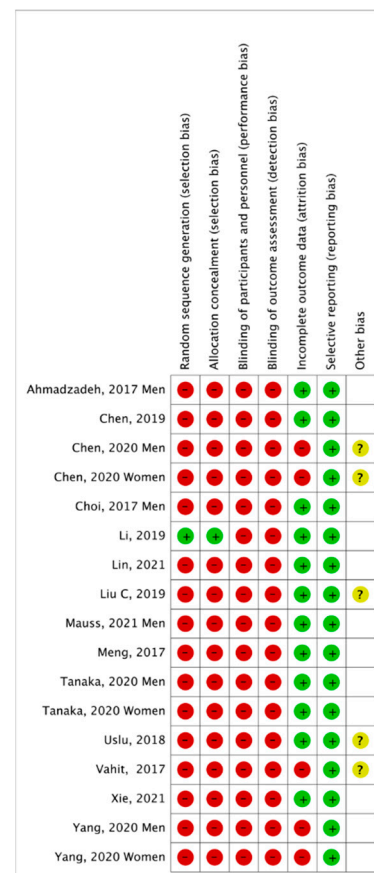 Random sequence generation (selection bias)
Allocation concealment (selection bias)
Blinding of participants and personnel (performance bias)
Blinding of outcome assessment (detection bias)
Incomplete outcome data (attrition bias)
Selective reporting (reporting bias)
Other bias
Ahmadzadeh, 2017 Men - - - - + +
Chen, 2019 - - - - + +
Chen, 2020 Men - - - - - + ?
Chen, 2020 Women - - - - - + ?
Choi, 2017 Men - - - - + +
Li, 2019 + + - - + +
Lin, 2021 - - - - + +
Liu C, 2019 - - - - + + ?
Mauss, 2021 Men - - - - + +
Meng, 2017 - - - - + +
Tanaka, 2020 Men - - - - + +
Tanaka, 2020 Women - - - - + +
Uslu, 2018 - - - - + + ?
Vahit, 2017 - - - - - + ?
Xie, 2021 - - - - + +
Yang, 2020 Men - - - - - +
Yang, 2020 Women - - - - - +